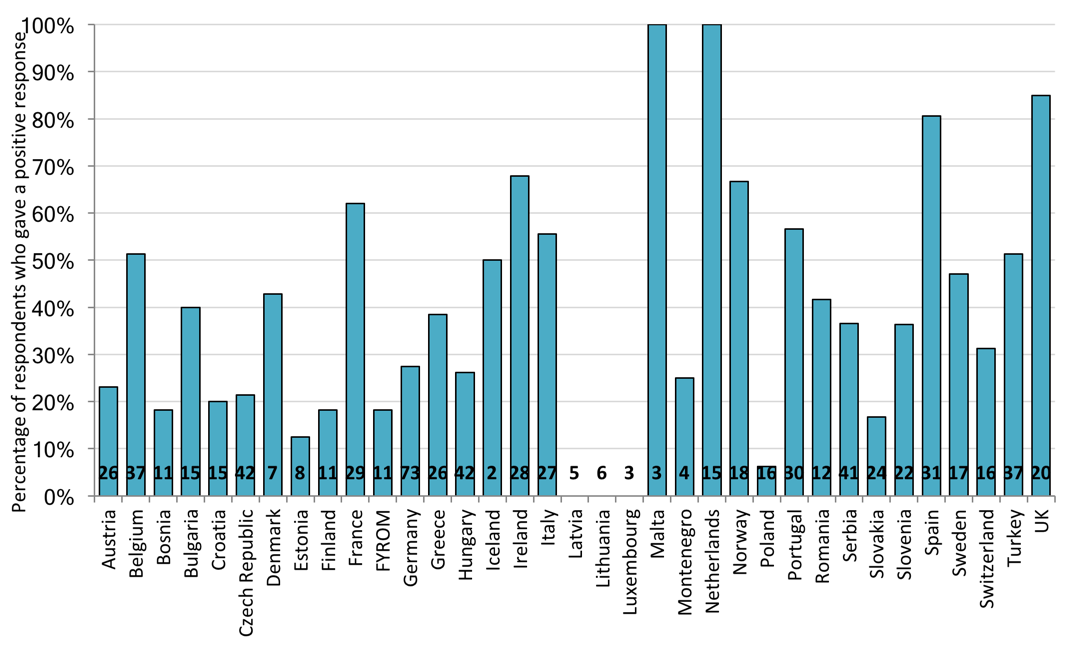 Percentage of respondents who gave a positive response
100%
90%
80%
70%
60%
50%
40%
30%
20%
10%
0%
26 37 11 15 15 42 7 8 11 29 11 73 26 42 2 28 27 5 6 3 3 4 15 18 16 30 12 41 24 22 31 17 16 37 20
Austria
Belgium
Bosnia
Bulgaria
Croatia
Czech Republic
Denmark
Estonia
Finland
France
FYROM
Germany
Greece
Hungary
Iceland
Ireland
Italy
Latvia
Lithuania
Luxembourg
Malta
Montenegro
Netherlands
Norway
Poland
Portugal
Romania
Serbia
Slovakia
Slovenia
Spain
Sweden
Switzerland
Turkey
UK